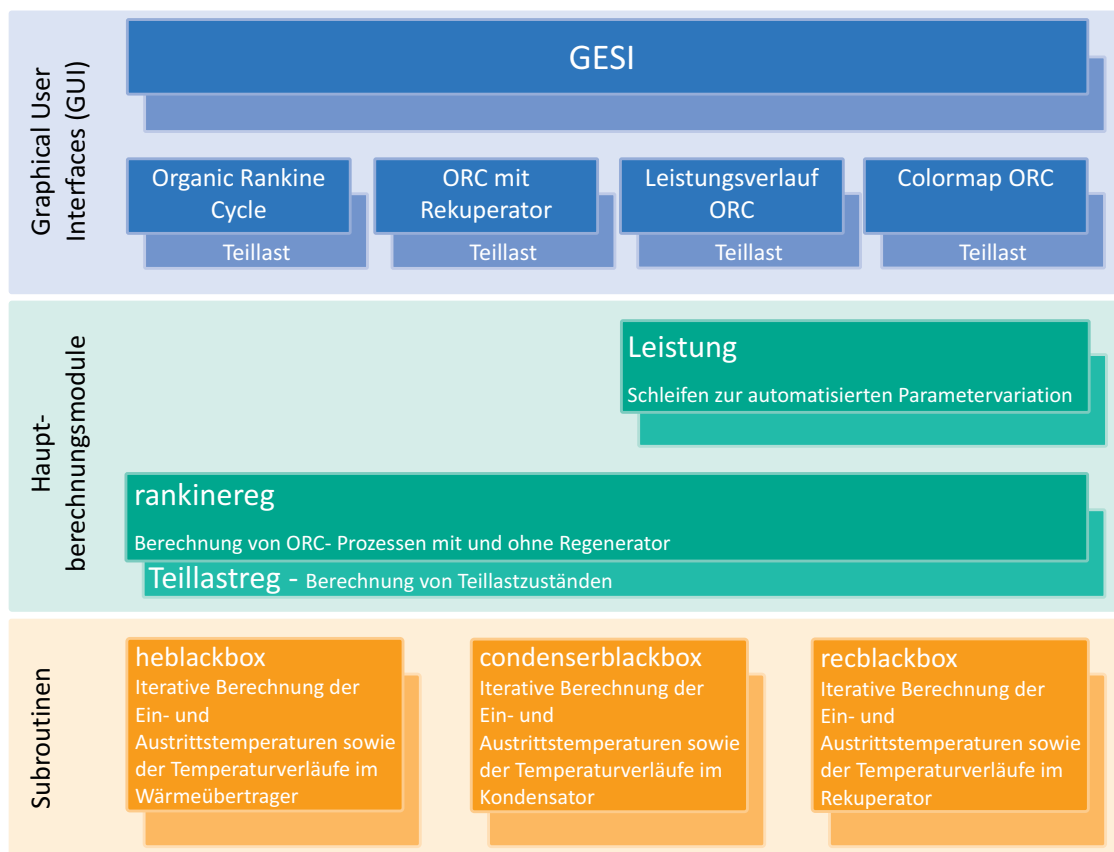 Graphical User
Interfaces (GUI)
GESI
Organic Rankine
Cycle
Teillast
ORC mit
Rekuperator
Teillast
Leistungsverlauf
ORC
Teillast
Colormap ORC
Teillast
Haupt-
berechnungsmodule
Leistung
Schleifen zur automatisierten Parametervariation
rankinereg
Berechnung von ORC- Prozessen mit und ohne Regenerator
Teillastreg - Berechnung von Teillastzuständen
Subroutinen
heblackbox
Iterative Berechnung der
Ein- und
Austrittstemperaturen sowie
der Temperaturverläufe im
Wärmeübertrager
condenserblackbox
Iterative Berechnung der
Ein- und
Austrittstemperaturen sowie
der Temperaturverläufe im
Kondensator
recblackbox
Iterative Berechnung der
Ein- und
Austrittstemperaturen sowie
der Temperaturverläufe im
Rekuperator